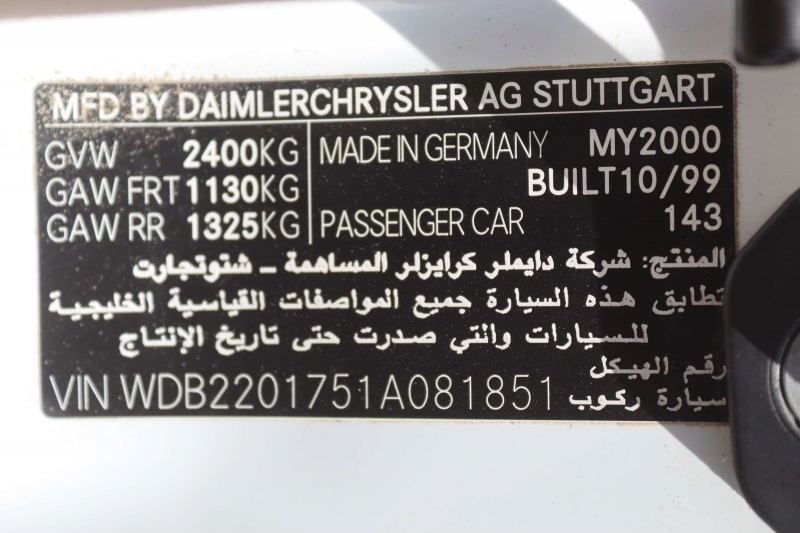 MFD BY DAIMLERCHRYSLER AG STUTTGART
GVW 2400KG MADE IN GERMANY MY2000
GAW FRT 1130KG BUILT10/99
GAW RR 1325KG PASSENGER CAR 143
المنتج: شركة دايملر كرايزلر المساهمة – شتوتجارت
تطابق هذه السيارة جميع المواصفات القياسية الخليجية
للسيارات والتي صدرت حتى تاريخ الإنتاج
رقم الهيكل
VIN WDB2201751A081851 سيارة ركوب